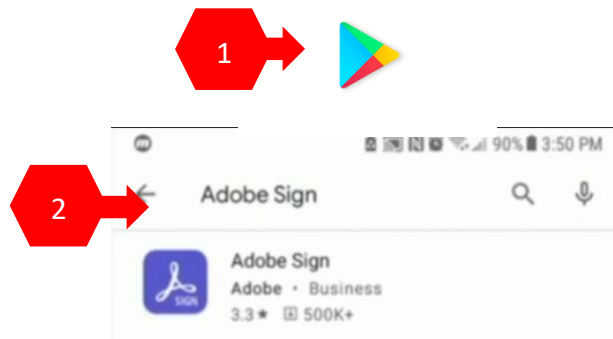 1
90% 3:50 PM
2
Adobe Sign
Adobe Sign
Adobe • Business
SIGN
3.3★ 500K+